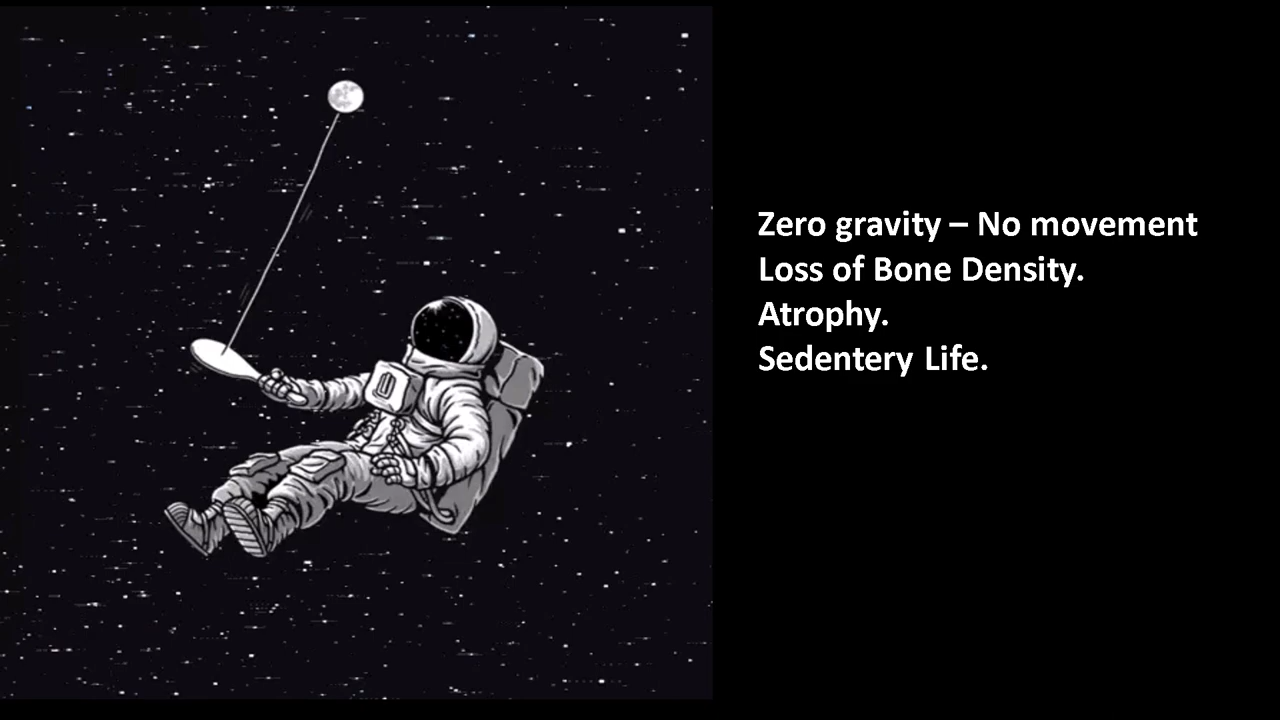 Zero gravity – No movement
Loss of Bone Density.
Atrophy.
Sedentery Life.